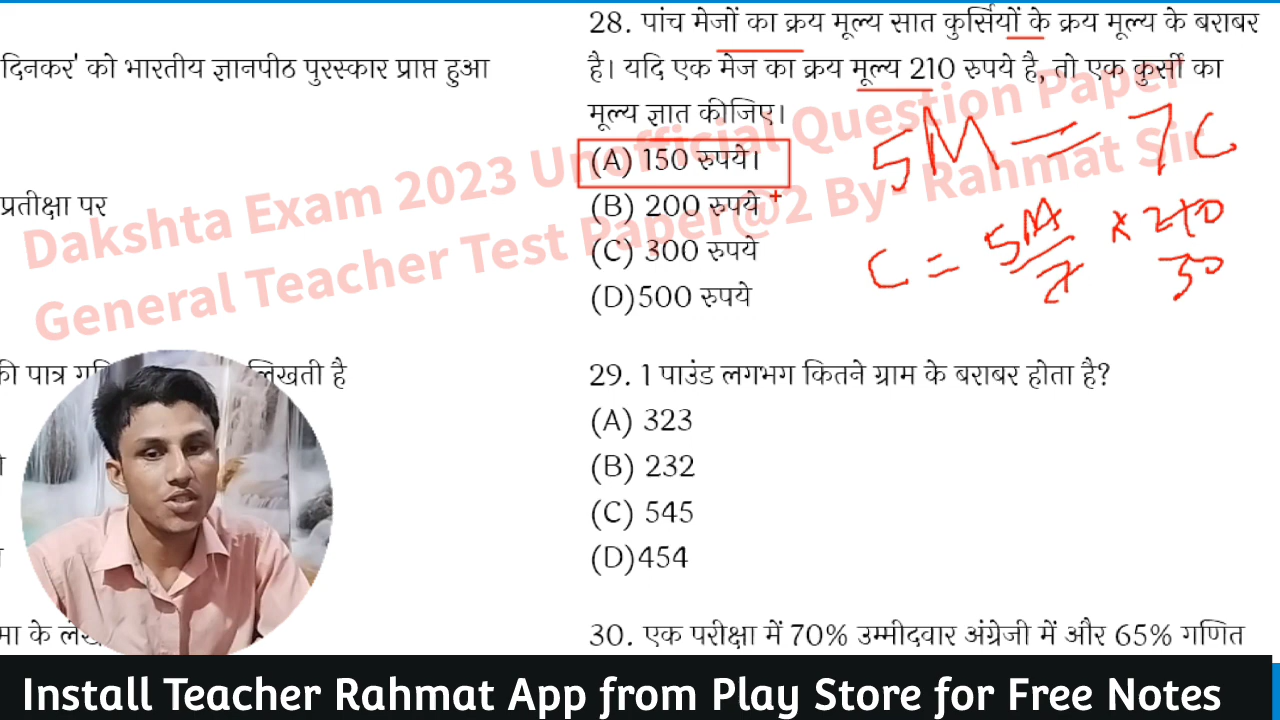 दिनकर' को भारतीय ज्ञानपीठ पुरस्कार प्राप्त हुआ
प्रतीक्षा पर
की पात्र लिखती है
मा के
28. पांच मेजों का क्रय मूल्य सात कुर्सियों के क्रय मूल्य के बराबर
है। यदि एक मेज का क्रय मूल्य 210 रुपये है, तो एक कुर्सी का
मूल्य ज्ञात कीजिए।
(A) 150 रुपये।
(B) 200 रुपये
(C) 300 रुपये
(D)500 रुपये
5M = 7C
C = 5M/7 × 210
30
29. 1 पाउंड लगभग कितने ग्राम के बराबर होता है?
(A) 323
(B) 232
(C) 545
(D)454
30. एक परीक्षा में 70% उम्मीदवार अंग्रेजी में और 65% गणित
Dakshta Exam 2023 Unofficial Question Paper
General Teacher Test Paper@2 By- Rahmat Sir
Install Teacher Rahmat App from Play Store for Free Notes